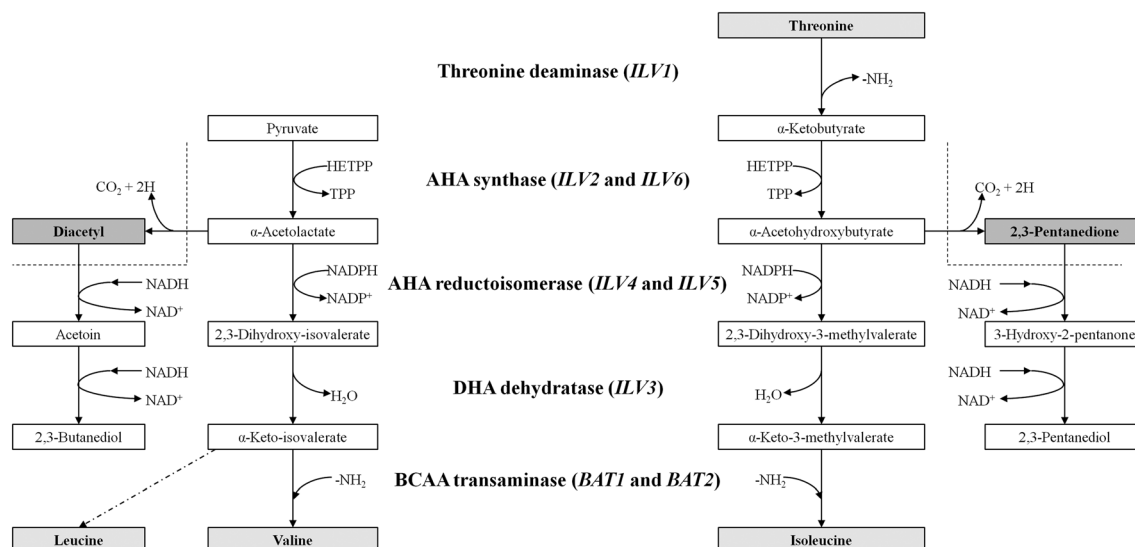 Threonine
Threonine deaminase (ILV1)
-NH₂
Pyruvate
α-Ketobutyrate
HETPP
HETPP
CO₂ + 2H
AHA synthase (ILV2 and ILV6)
CO₂ + 2H
TPP
TPP
Diacetyl
α-Acetolactate
α-Acetohydroxybutyrate
2,3-Pentanedione
NADH
NADPH
AHA reductoisomerase (ILV4 and ILV5)
NADPH
NADH
NAD⁺
NADP⁺
NADP⁺
NAD⁺
Acetoin
2,3-Dihydroxy-isovalerate
2,3-Dihydroxy-3-methylvalerate
3-Hydroxy-2-pentanone
NADH
DHA dehydratase (ILV3)
NADH
NAD⁺
H₂O
H₂O
NAD⁺
2,3-Butanediol
α-Keto-isovalerate
α-Keto-3-methylvalerate
2,3-Pentanediol
-NH₂
BCAA transaminase (BAT1 and BAT2)
-NH₂
Leucine
Valine
Isoleucine